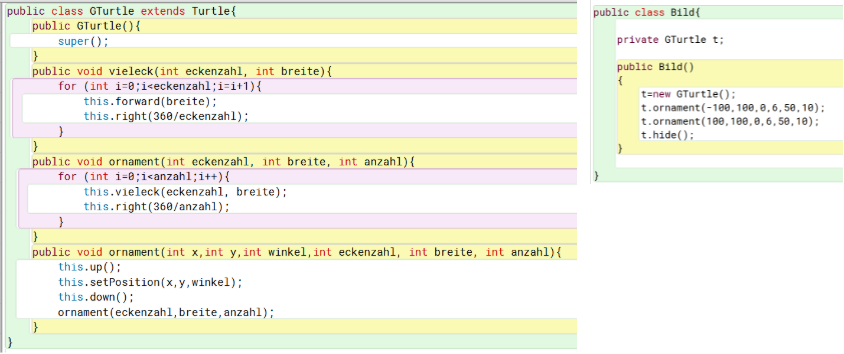 public class GTurtle extends Turtle{
public GTurtle(){
super();
}
public void vieleck(int eckenzahl, int breite){
for (int i=0;i<eckenzahl;i=i+1){
this.forward(breite);
this.right(360/eckenzahl);
}
}
public void ornament(int eckenzahl, int breite, int anzahl){
for (int i=0;i<anzahl;i++){
this.vieleck(eckenzahl, breite);
this.right(360/anzahl);
}
}
public void ornament(int x,int y,int winkel,int eckenzahl, int breite, int anzahl){
this.up();
this.setPosition(x,y,winkel);
this.down();
ornament(eckenzahl,breite,anzahl);
}
}
public class Bild{
private GTurtle t;
public Bild()
{
t=new GTurtle();
t.ornament(-100,100,0,6,50,10);
t.ornament(100,100,0,6,50,10);
t.hide();
}
}